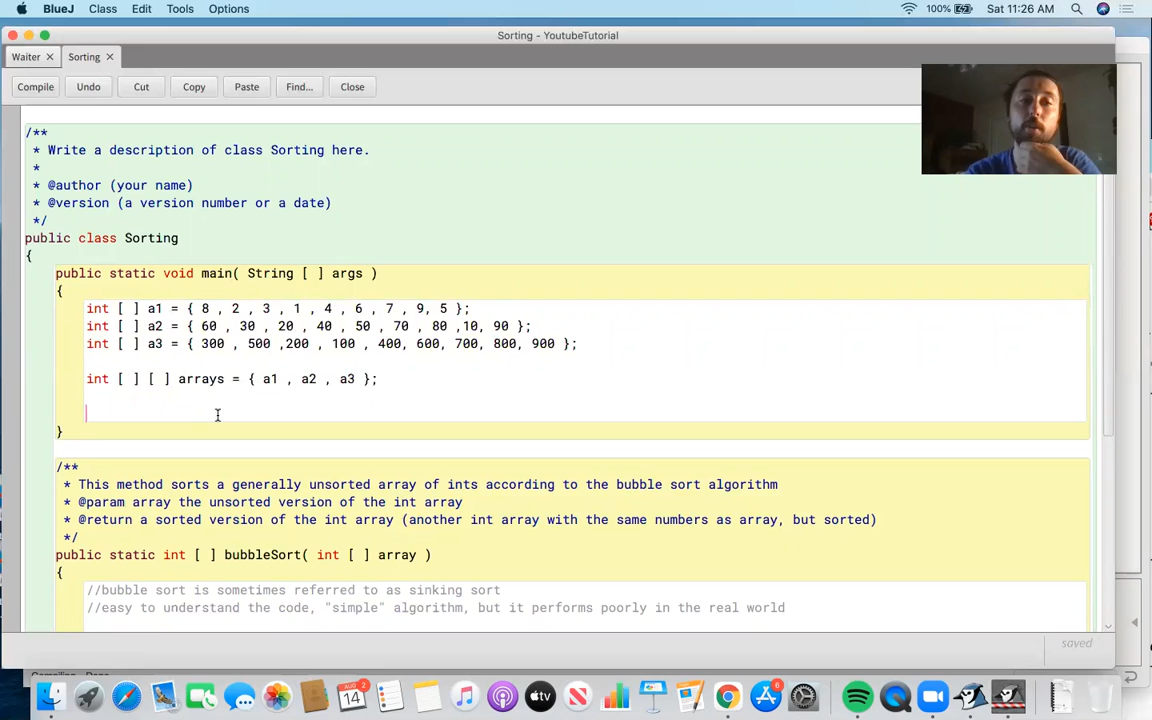 BlueJ Class Edit Tools Options 100% Sat 11:26 AM
Sorting - YoutubeTutorial
Waiter Sorting
Compile Undo Cut Copy Paste Find... Close
/**
* Write a description of class Sorting here.
*
* @author (your name)
* @version (a version number or a date)
*/
public class Sorting
{
public static void main( String [ ] args )
{
int [ ] a1 = { 8 , 2 , 3 , 1 , 4 , 6 , 7 , 9, 5 };
int [ ] a2 = { 60 , 30 , 20 , 40 , 50 , 70 , 80 ,10, 90 };
int [ ] a3 = { 300 , 500 ,200 , 100 , 400, 600, 700, 800, 900 };
int [ ] [ ] arrays = { a1 , a2 , a3 };
}
/**
* This method sorts a generally unsorted array of ints according to the bubble sort algorithm
* @param array the unsorted version of the int array
* @return a sorted version of the int array (another int array with the same numbers as array, but sorted)
*/
public static int [ ] bubbleSort( int [ ] array )
{
//bubble sort is sometimes referred to as sinking sort
//easy to understand the code, "simple" algorithm, but it performs poorly in the real world
saved
AUG 2
14
tv
6